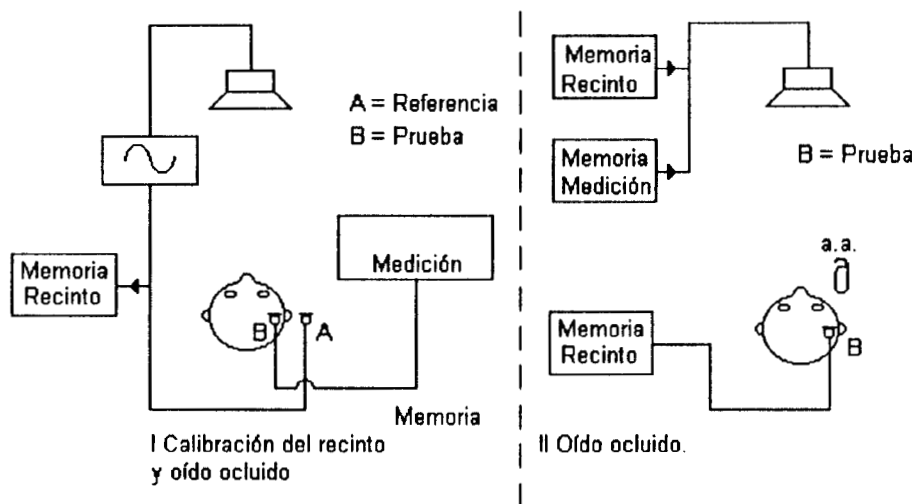 A = Referencia
B = Prueba
Memoria
Recinto
Medición
B
A
Memoria
I Calibración del recinto
y oído ocluido
Memoria
Recinto
Memoria
Medición
B = Prueba
a.a.
Memoria
Recinto
B
II Oído ocluido.